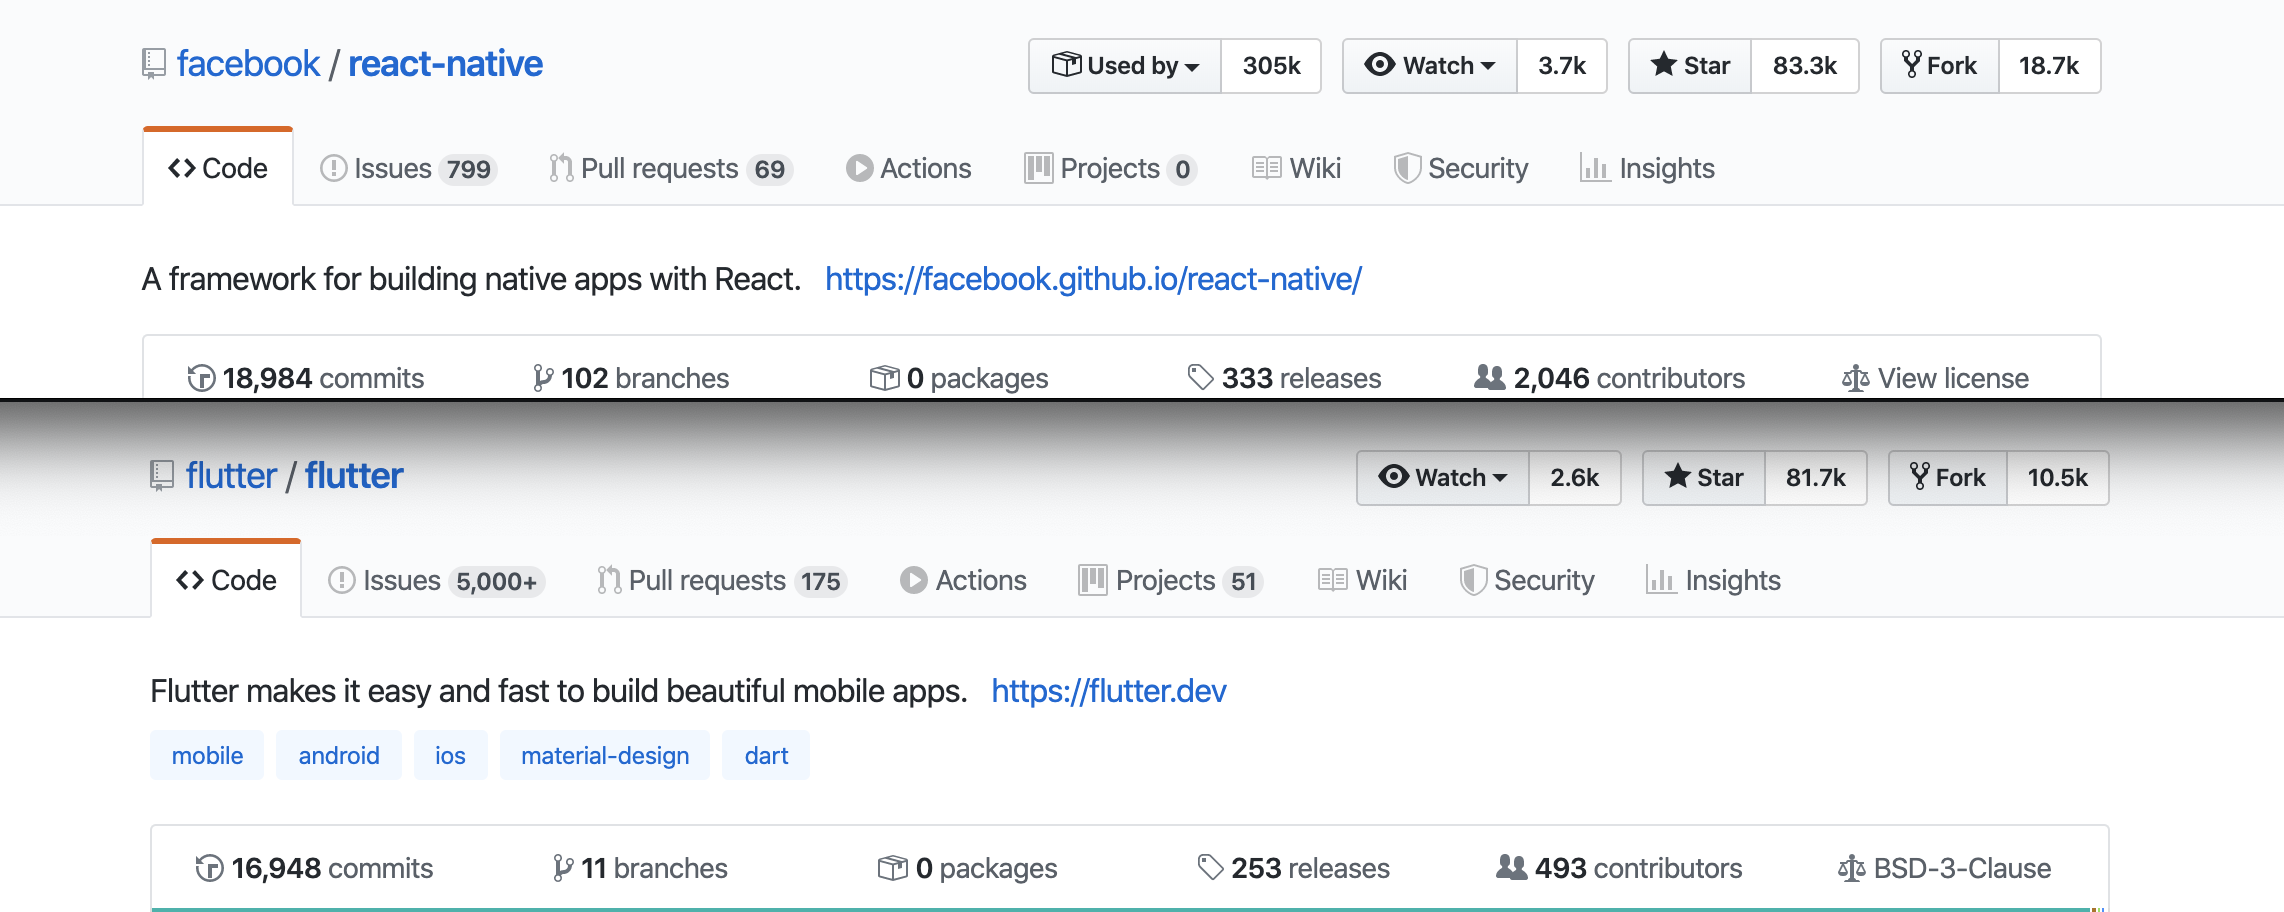 facebook / react-native Used by 305k Watch 3.7k Star 83.3k Fork 18.7k
Code Issues 799 Pull requests 69 Actions Projects 0 Wiki Security Insights
A framework for building native apps with React. https://facebook.github.io/react-native/
18,984 commits 102 branches 0 packages 333 releases 2,046 contributors View license
flutter / flutter Watch 2.6k Star 81.7k Fork 10.5k
Code Issues 5,000+ Pull requests 175 Actions Projects 51 Wiki Security Insights
Flutter makes it easy and fast to build beautiful mobile apps. https://flutter.dev
mobile android ios material-design dart
16,948 commits 11 branches 0 packages 253 releases 493 contributors BSD-3-Clause